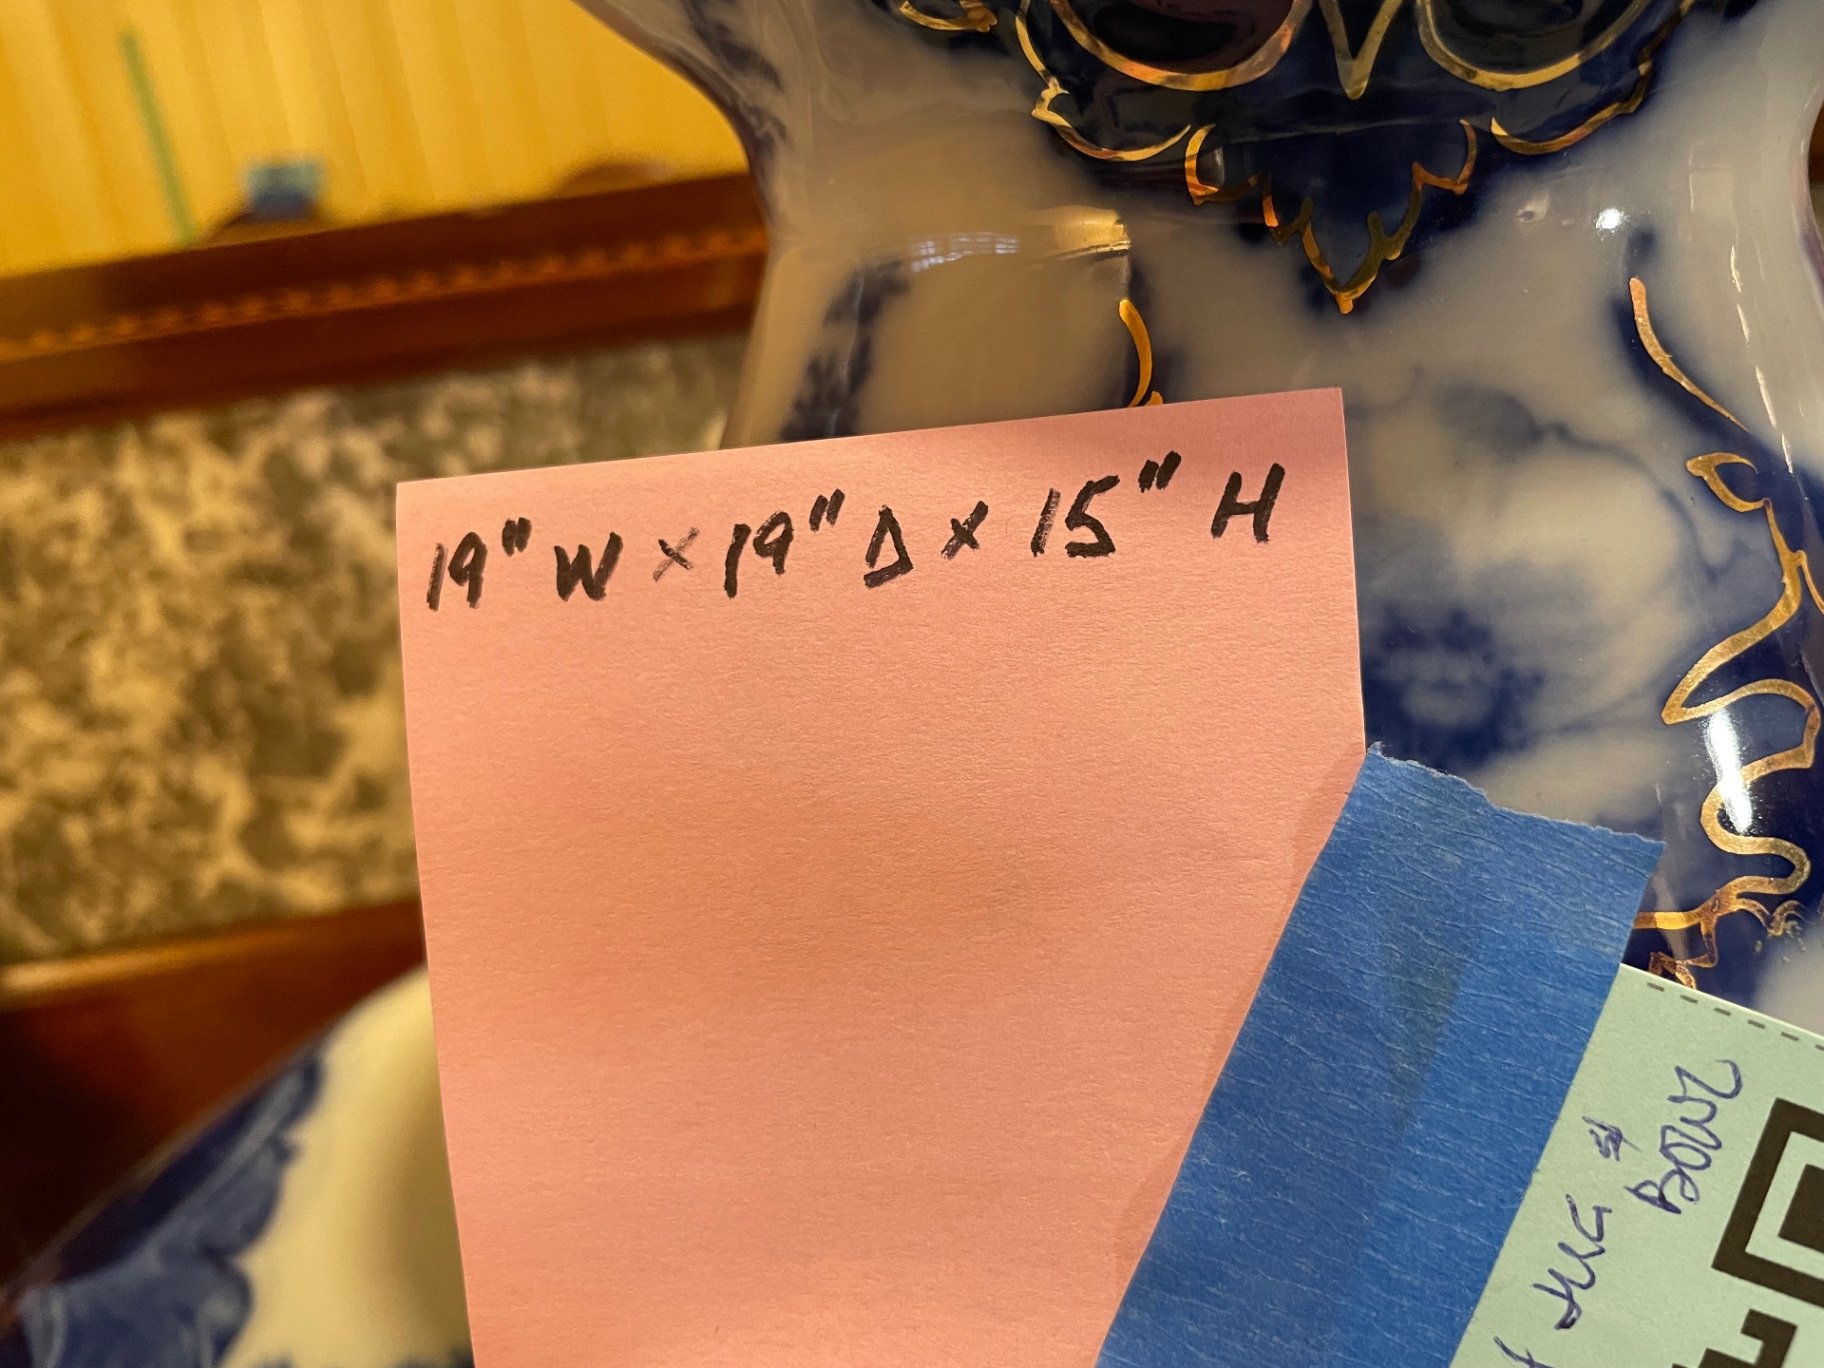 19" W x 19" D x 15" H
JUG &
BOWL